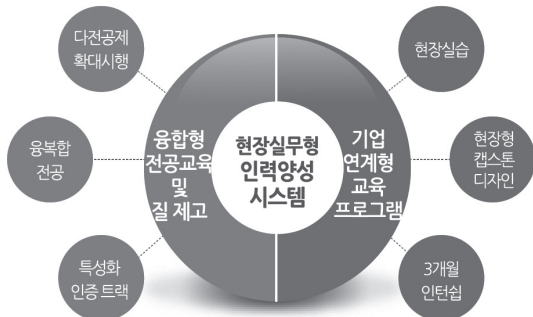 다전공제
확대시행
융복합
전공
특성화
인증 트랙
융합형
전공교육
및
질 제고
현장실무형
인력양성
시스템
기업
연계형
교육
프로그램
현장실습
현장형
캡스톤
디자인
3개월
인턴쉽